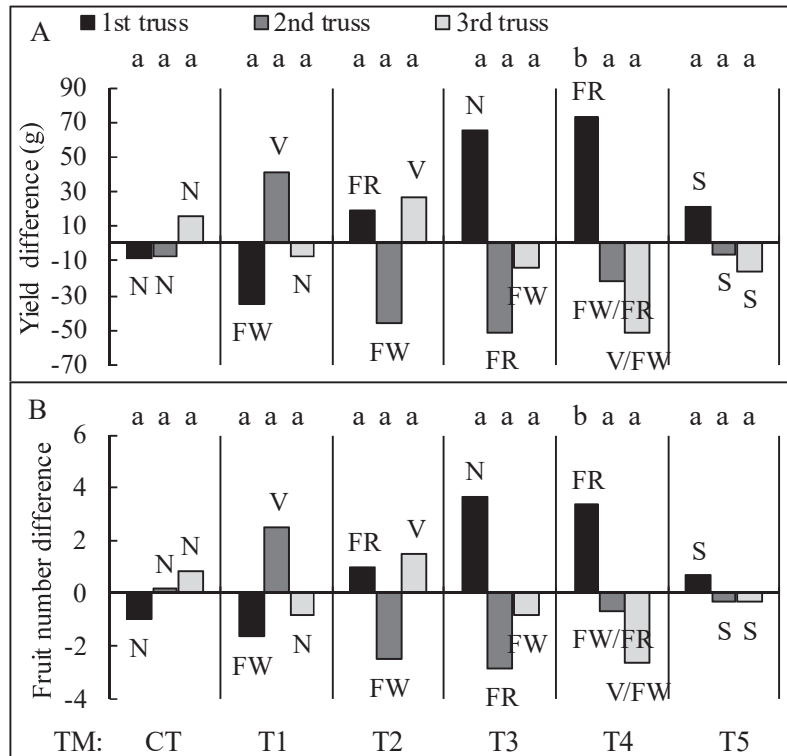 A ■ 1st truss ■ 2nd truss □ 3rd truss
a a a a a a a a a a a a b a a a a a
90
70
50
30
10
-10
-30
-50
-70
Yield difference (g)
N N N
FW V N
FR FW V
N FR FW
FR FW/FR V/FW
S S S
B
a a a a a a a a a a a a b a a a a a
6
4
2
0
-2
-4
Fruit number difference
N N N
FW V N
FR FW V
N FR FW
FR FW/FR V/FW
S S S
TM: CT T1 T2 T3 T4 T5